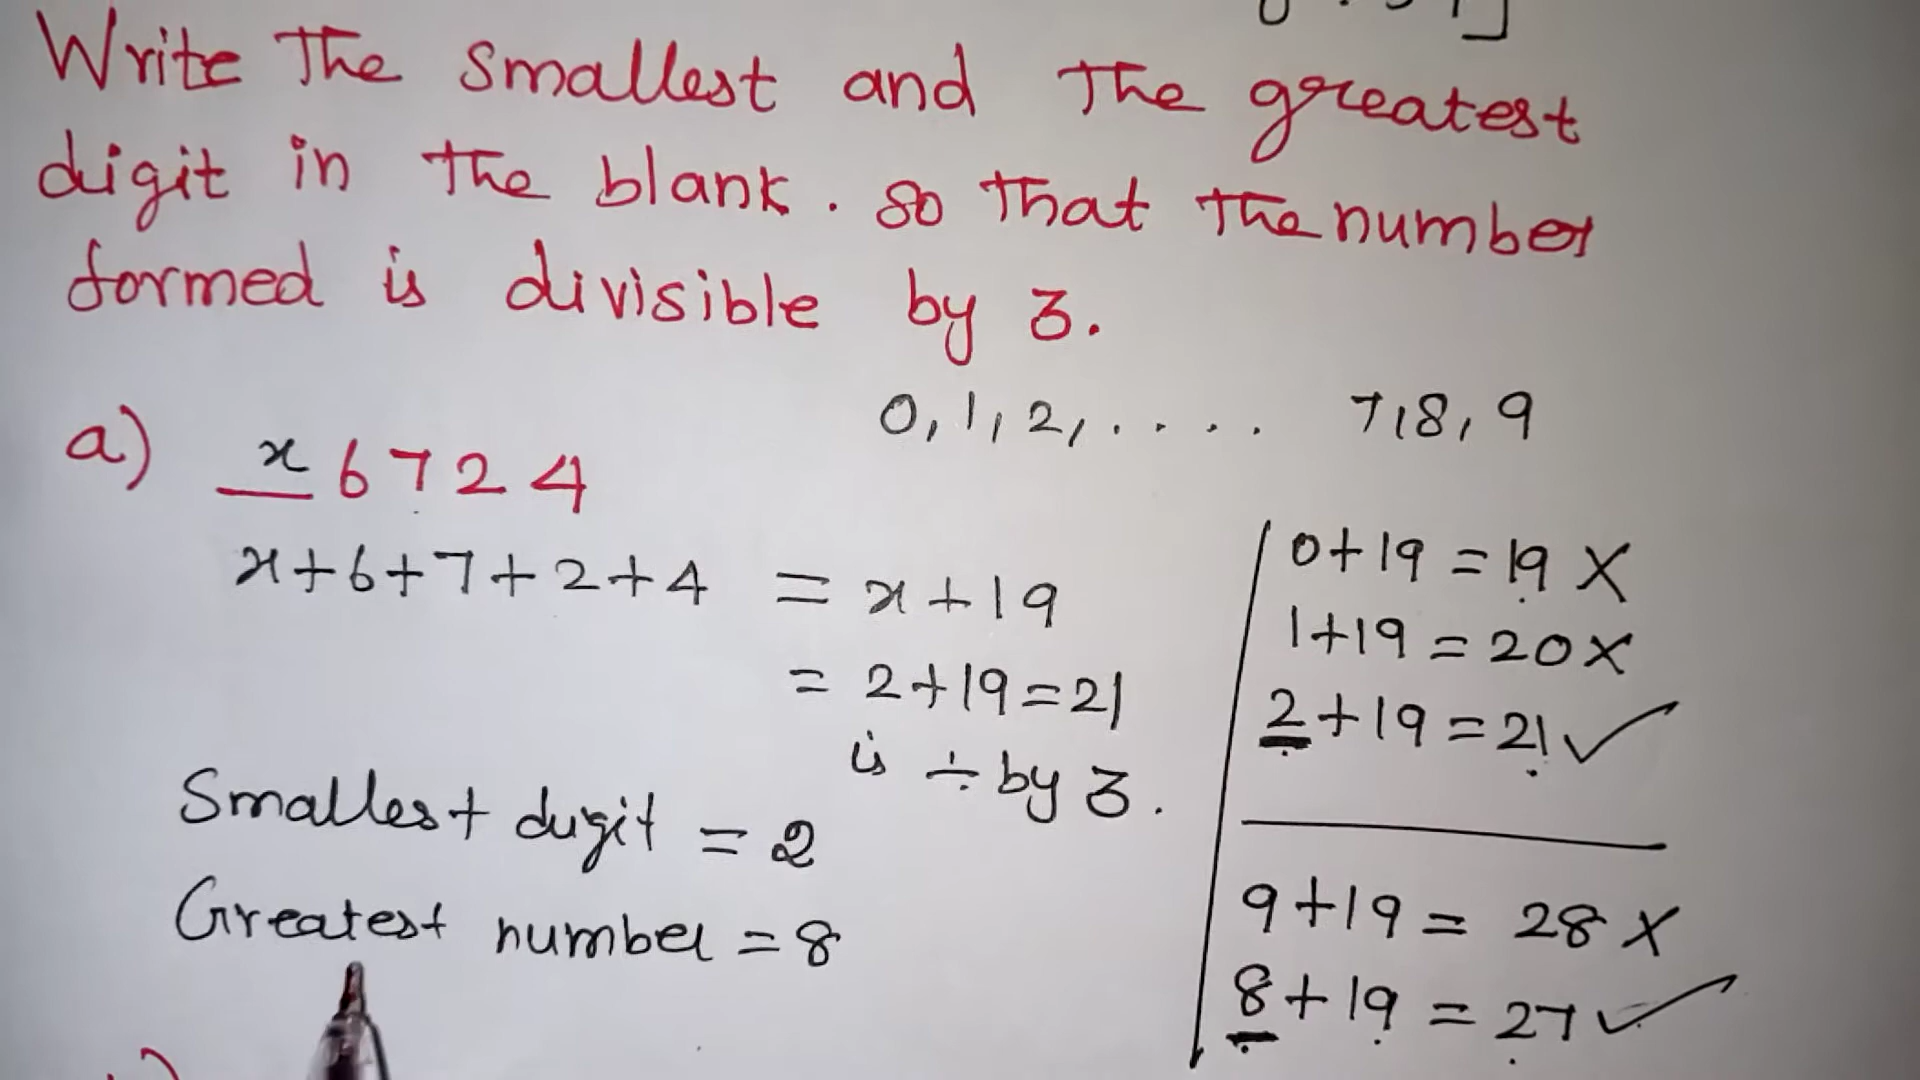 Write The Smallest and The greatest
digit in the blank. so that the number
formed is divisible by 3.
0,1,2,..... 7,8,9
a) x 6 7 2 4
x+6+7+2+4 = x+19
= 2+19=21
is ÷ by 3.
Smallest dugit = 2
Greatest number = 8
0+19=19 X
1+19=20 X
2+19=21 ✓
9+19= 28 X
8+19 = 27 ✓